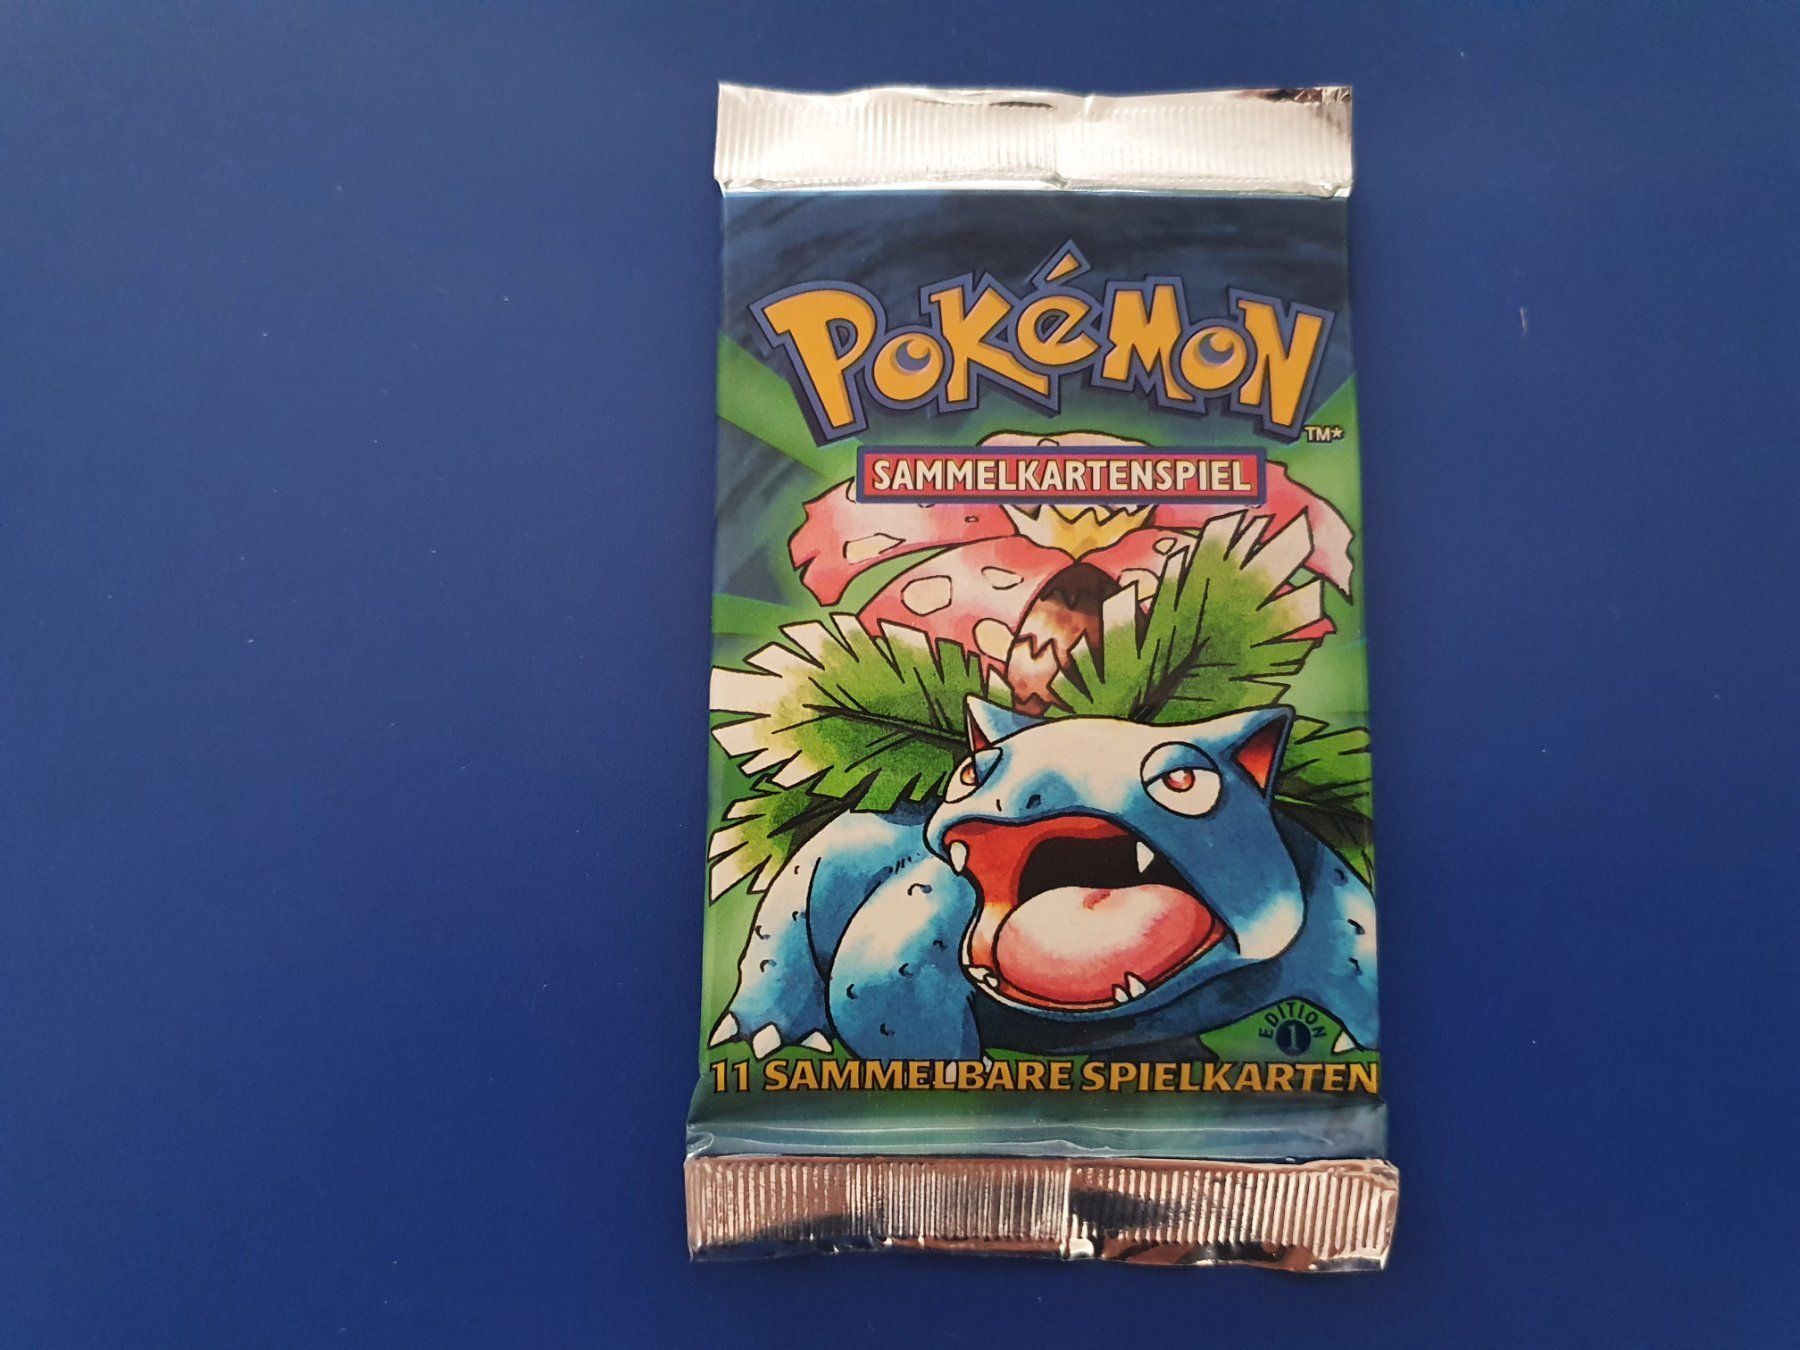 POKéMON
TM*
SAMMELKARTENSPIEL
EDITION
1
11 SAMMELBARE SPIELKARTEN